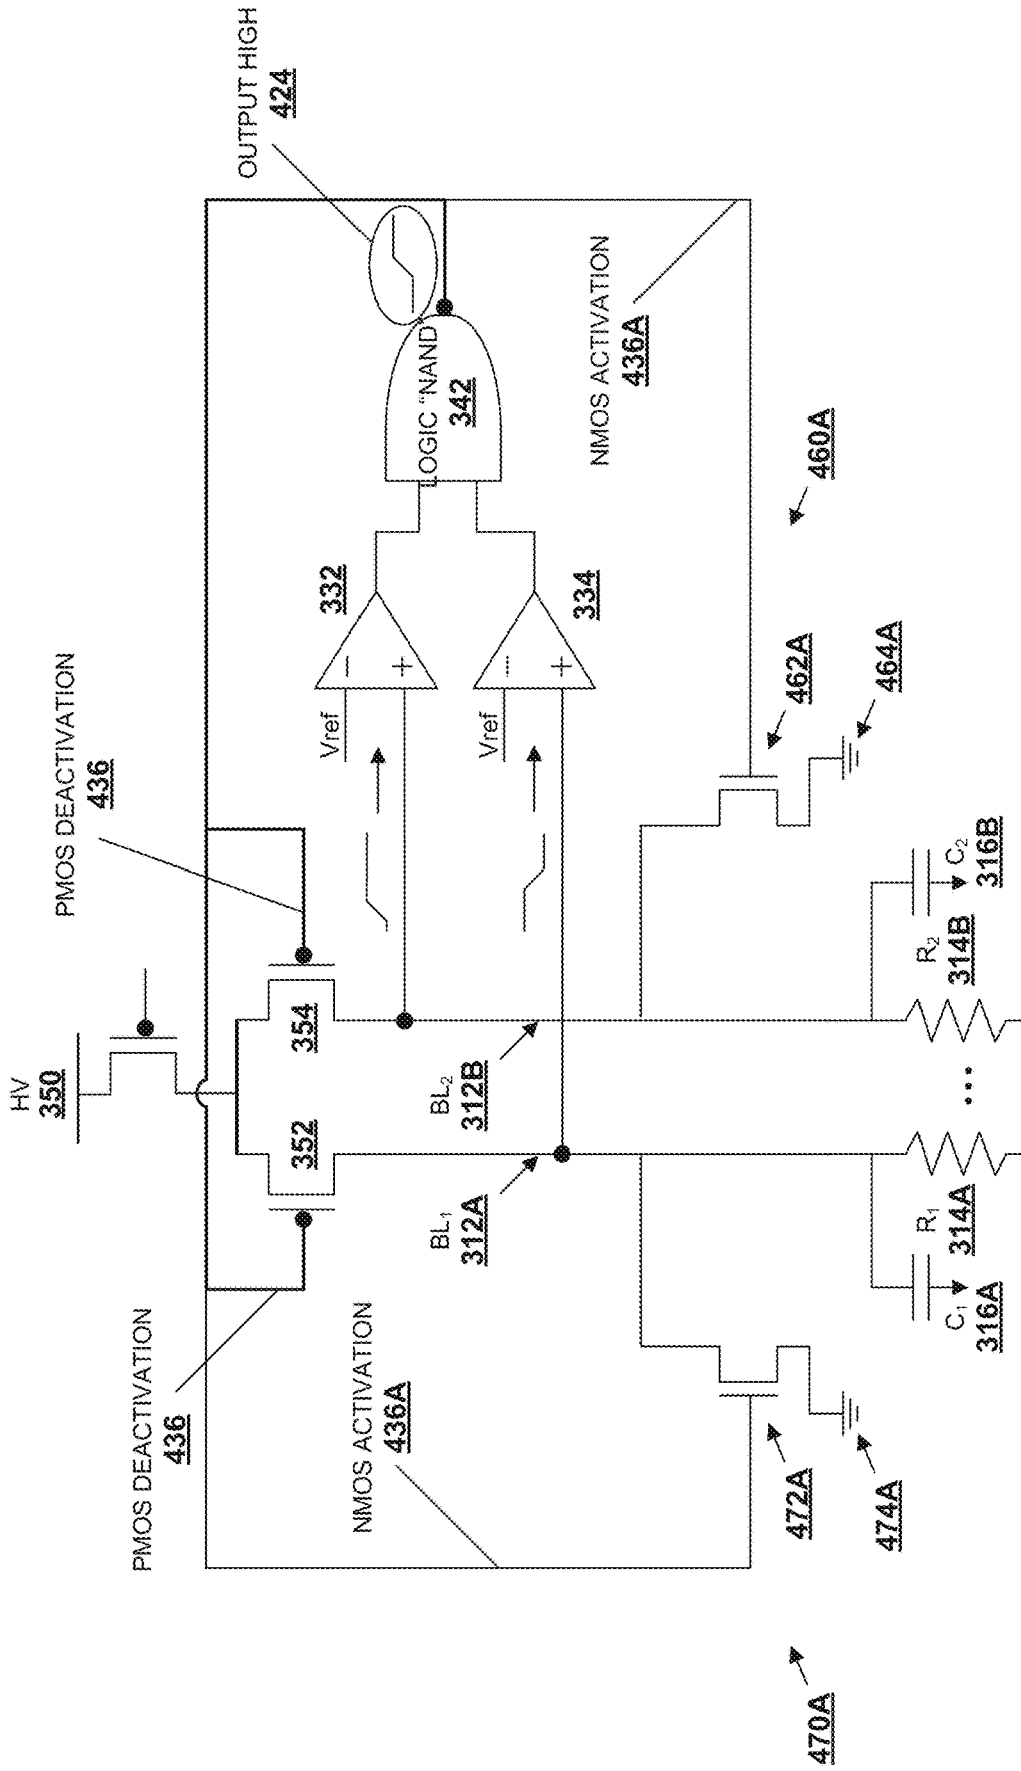 HV
350
PMOS DEACTIVATION
436
PMOS DEACTIVATION
436
352
354
OUTPUT HIGH
424
LOGIC “NAND”
342
332
334
Vref
−
+
Vref
−
+
NMOS ACTIVATION
436A
NMOS ACTIVATION
436A
BL₁
312A
BL₂
312B
470A
472A
474A
460A
462A
464A
C₁
316A
R₁
314A
...
R₂
314B
C₂
316B